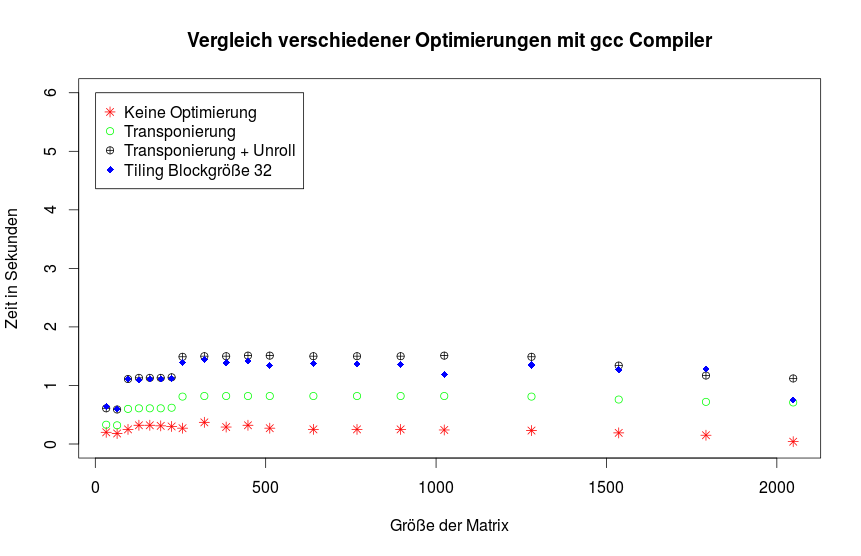 Vergleich verschiedener Optimierungen mit gcc Compiler
Keine Optimierung
Transponierung
Transponierung + Unroll
Tiling Blockgröße 32
Zeit in Sekunden
6
5
4
3
2
1
0
0 500 1000 1500 2000
Größe der Matrix